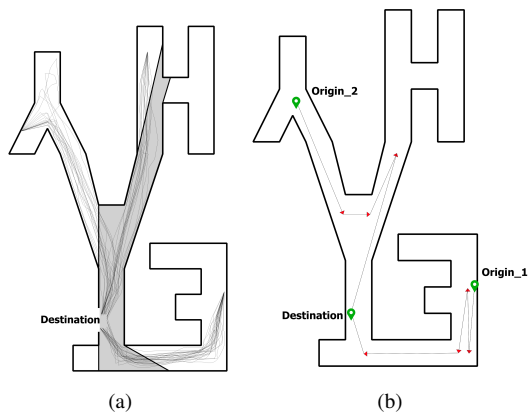 Origin_2
Origin_1
Destination
Destination
(a)
(b)